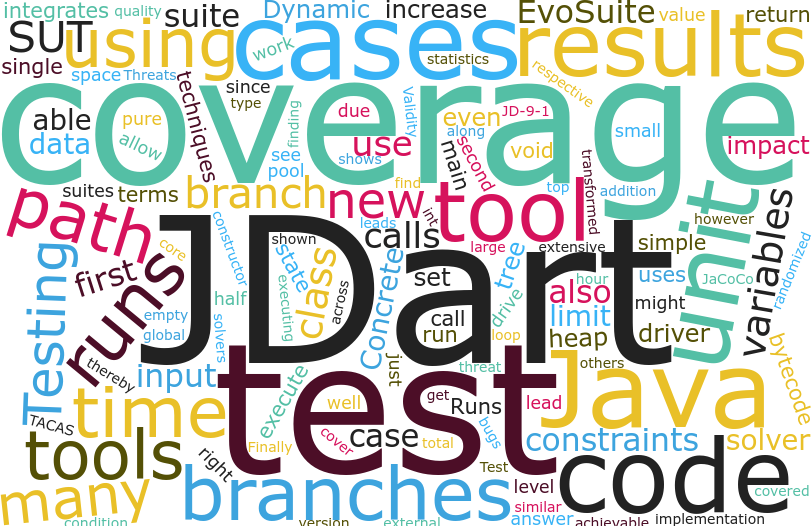 integrates quality suite Dynamic increase EvoSuite value return
SUT using cases results
work statistics
single space Threats techniques since type respective
coverage
able pure data allow finding due use shows Validity even along JD-9-1 void small impact
see pool main second transformed
suites terms branch find new tool top addition unit
path int leads calls large extensive however simple variables randomized
core constructor shown state class across Concrete tree
first runs Testing half executing set hour uses JaCoCo
JDart
empty global solvers call run drive loop also limit heap might driver
thereby input just threat others bytecode
test Java
time execute well get Runs lead
TACAS Finally cover case total bugs constraints solver
tools right Test code
many branches level similar covered
condition version external answer achievable implementation